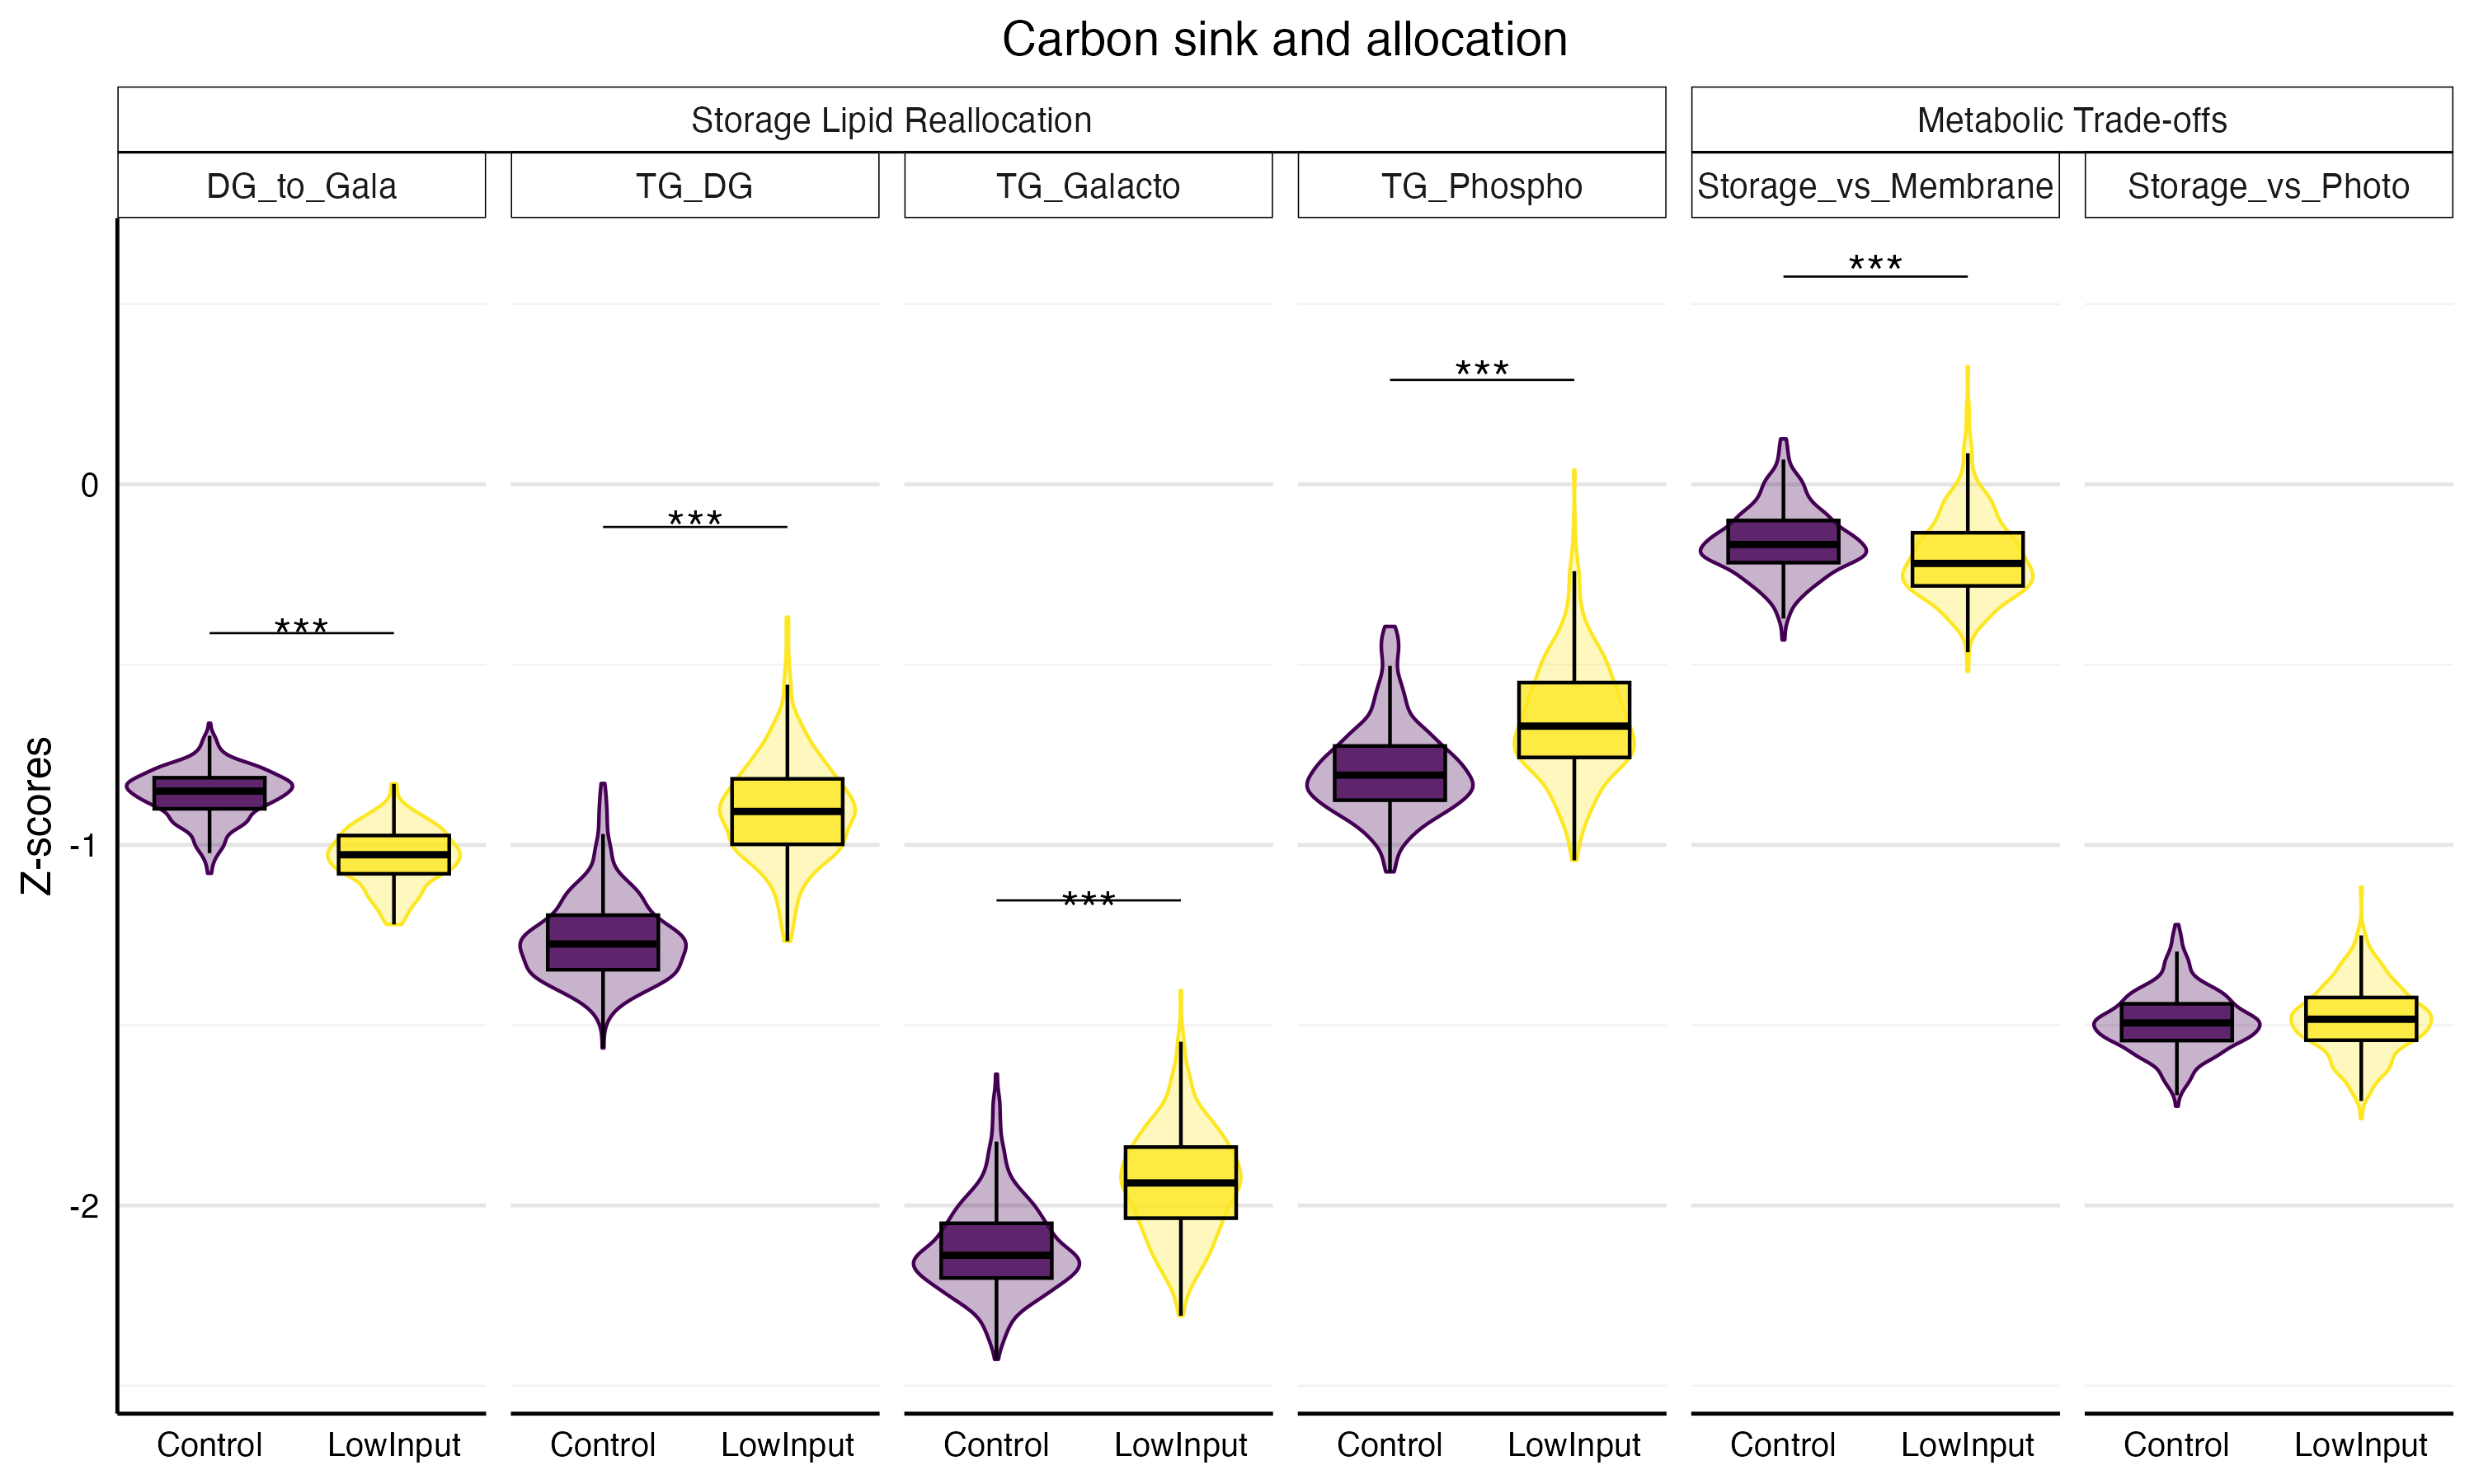 Carbon sink and allocation
Storage Lipid Reallocation
Metabolic Trade-offs
DG_to_Gala
TG_DG
TG_Galacto
TG_Phospho
Storage_vs_Membrane
Storage_vs_Photo
***
***
***
***
***
Z-scores
0
-1
-2
Control
LowInput
Control
LowInput
Control
LowInput
Control
LowInput
Control
LowInput
Control
LowInput